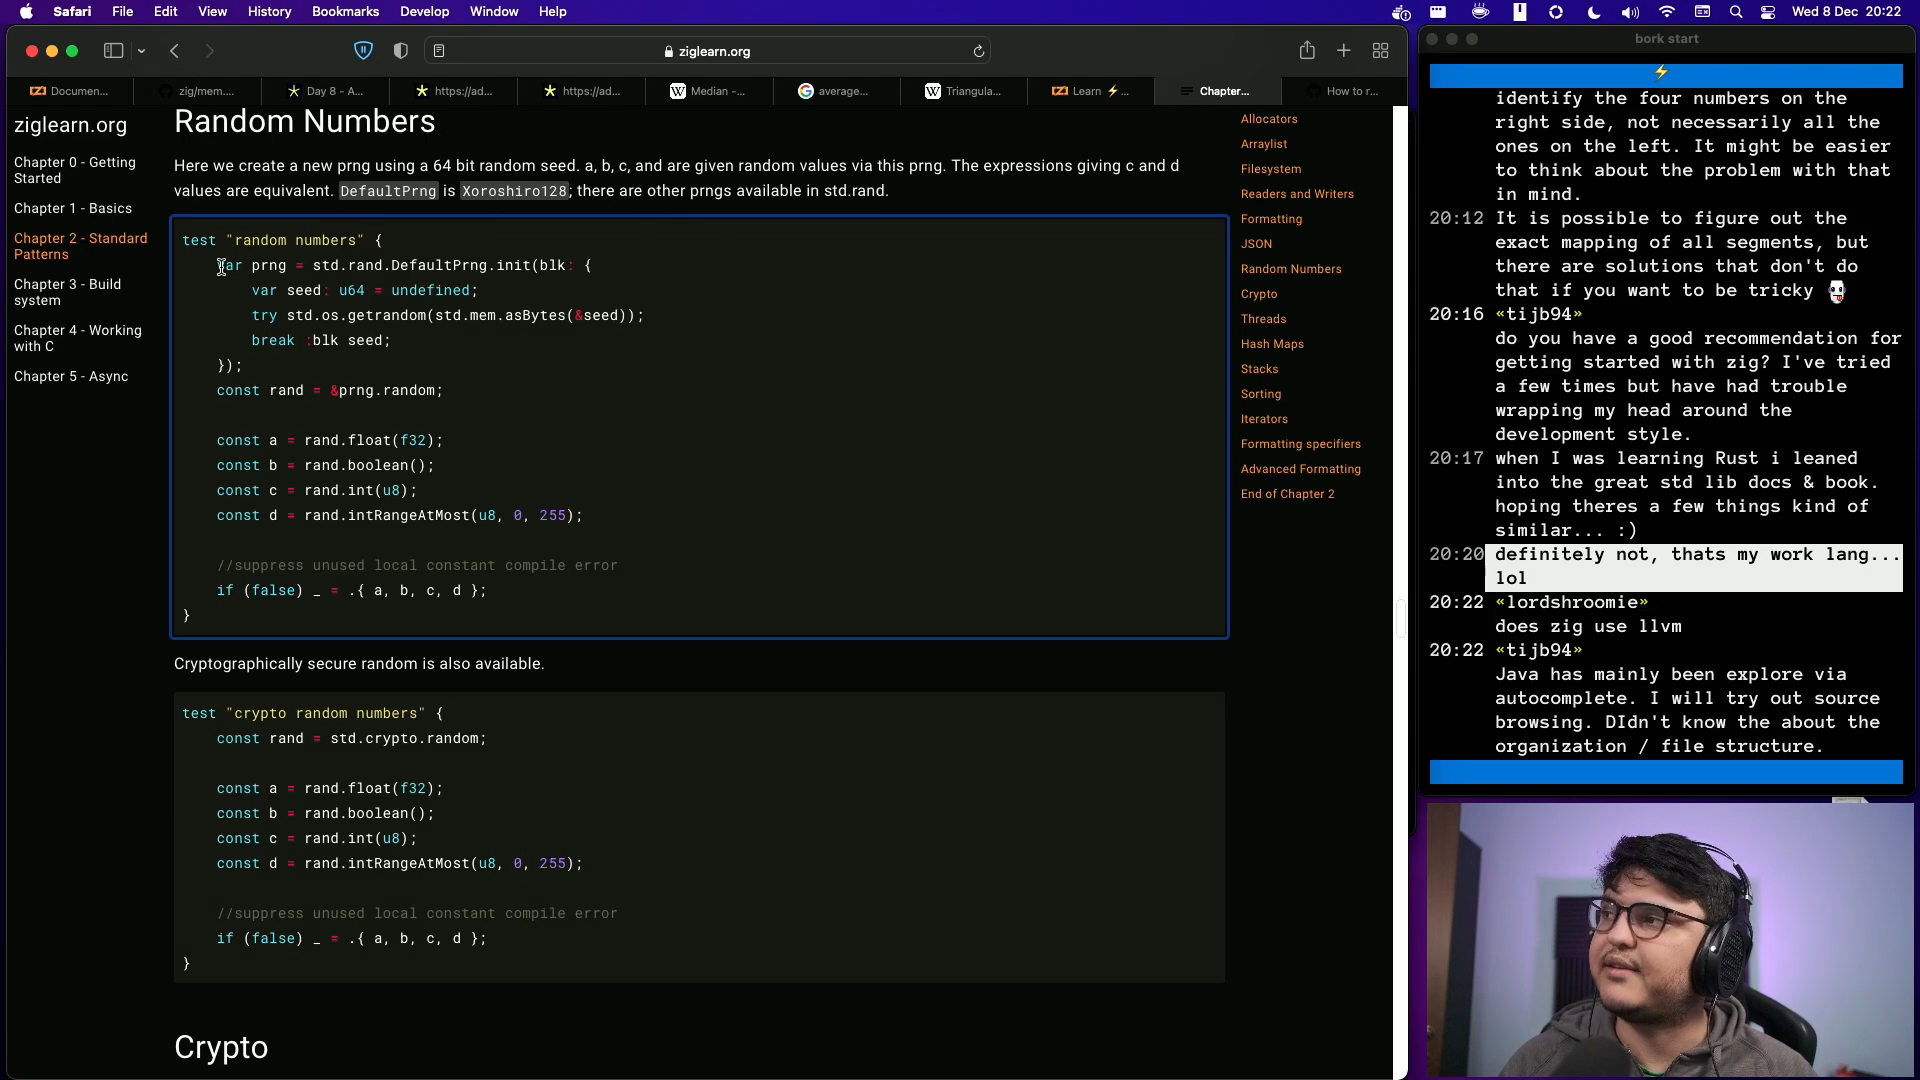 Safari File Edit View History Bookmarks Develop Window Help
Wed 8 Dec 20:22
ziglearn.org
Documen...
zig/mem....
Day 8 - A...
https://ad...
https://ad...
Median -...
average...
Triangula...
Learn ⚡...
Chapter...
How to r...
ziglearn.org
Chapter 0 - Getting
Started
Chapter 1 - Basics
Chapter 2 - Standard
Patterns
Chapter 3 - Build
system
Chapter 4 - Working
with C
Chapter 5 - Async
Random Numbers
Here we create a new prng using a 64 bit random seed. a, b, c, and are given random values via this prng. The expressions giving c and d
values are equivalent. DefaultPrng is Xoroshiro128; there are other prngs available in std.rand.
test "random numbers" {
    var prng = std.rand.DefaultPrng.init(blk: {
        var seed: u64 = undefined;
        try std.os.getrandom(std.mem.asBytes(&seed));
        break :blk seed;
    });
    const rand = &prng.random;
    const a = rand.float(f32);
    const b = rand.boolean();
    const c = rand.int(u8);
    const d = rand.intRangeAtMost(u8, 0, 255);
    //suppress unused local constant compile error
    if (false) _ = .{ a, b, c, d };
}
Cryptographically secure random is also available.
test "crypto random numbers" {
    const rand = std.crypto.random;
    const a = rand.float(f32);
    const b = rand.boolean();
    const c = rand.int(u8);
    const d = rand.intRangeAtMost(u8, 0, 255);
    //suppress unused local constant compile error
    if (false) _ = .{ a, b, c, d };
}
Crypto
Allocators
Arraylist
Filesystem
Readers and Writers
Formatting
JSON
Random Numbers
Crypto
Threads
Hash Maps
Stacks
Sorting
Iterators
Formatting specifiers
Advanced Formatting
End of Chapter 2
bork start
⚡
identify the four numbers on the
right side, not necessarily all the
ones on the left. It might be easier
to think about the problem with that
in mind.
20:12 It is possible to figure out the
exact mapping of all segments, but
there are solutions that don't do
that if you want to be tricky
20:16 «tijb94»
do you have a good recommendation for
getting started with zig? I've tried
a few times but have had trouble
wrapping my head around the
development style.
20:17 when I was learning Rust i leaned
into the great std lib docs & book.
hoping theres a few things kind of
similar... :)
20:20 definitely not, thats my work lang...
lol
20:22 «lordshroomie»
does zig use llvm
20:22 «tijb94»
Java has mainly been explore via
autocomplete. I will try out source
browsing. DIdn't know the about the
organization / file structure.